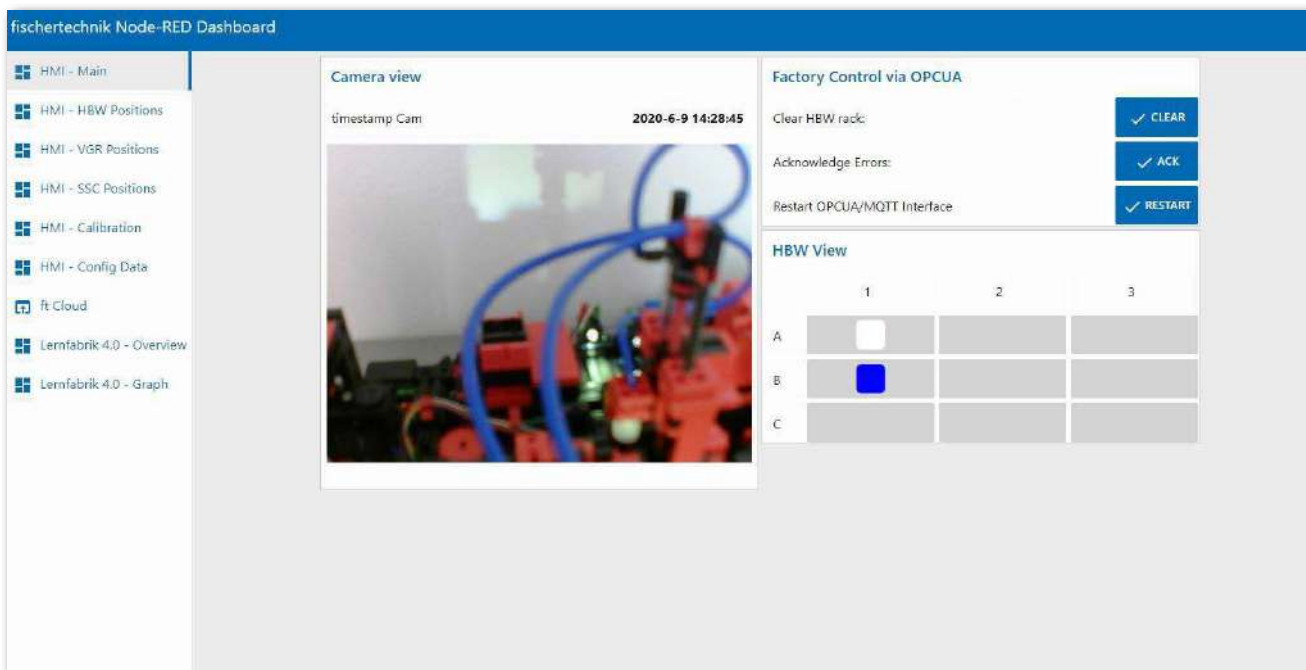 fischertechnik Node-RED Dashboard
HMI - Main
HMI - HBW Positions
HMI - VGR Positions
HMI - SSC Positions
HMI - Calibration
HMI - Config Data
ft Cloud
Lernfabrik 4.0 - Overview
Lernfabrik 4.0 - Graph
Camera view
timestamp Cam 2020-6-9 14:28:45
Factory Control via OPCUA
Clear HBW rack: CLEAR
Acknowledge Errors: ACK
Restart OPCUA/MQTT Interface RESTART
HBW View
1 2 3
A
B
C